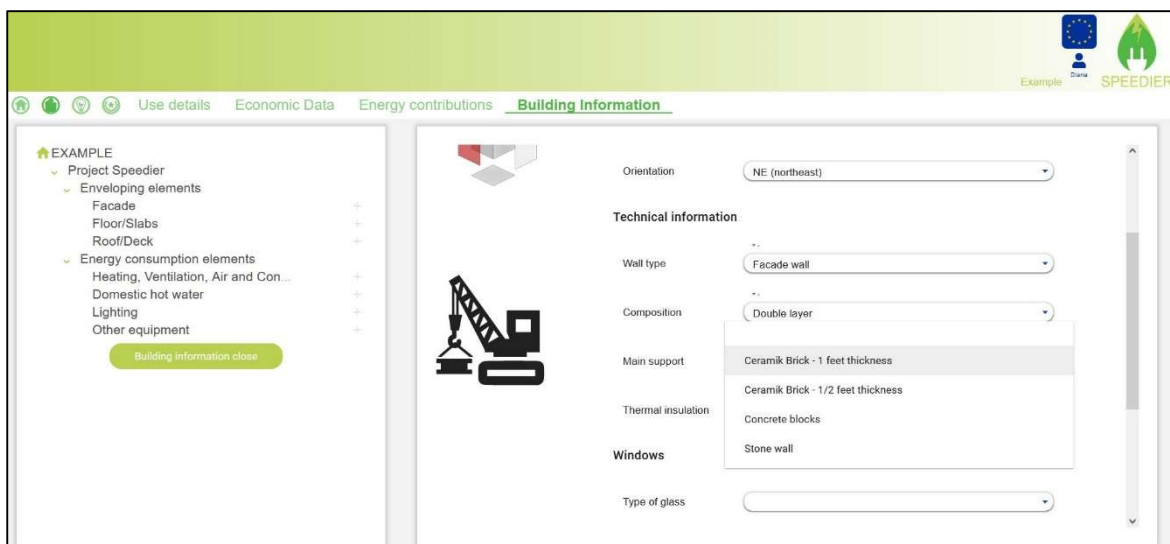 Example
Diana
SPEEDIER
Use details Economic Data Energy contributions Building Information
EXAMPLE
Project Speedier
Enveloping elements
Facade
Floor/Slabs
Roof/Deck
Energy consumption elements
Heating, Ventilation, Air and Con...
Domestic hot water
Lighting
Other equipment
Building information close
Orientation NE (northeast)
Technical information
Wall type Facade wall
Composition Double layer
Main support
Ceramik Brick - 1 feet thickness
Ceramik Brick - 1/2 feet thickness
Concrete blocks
Stone wall
Thermal insulation
Windows
Type of glass